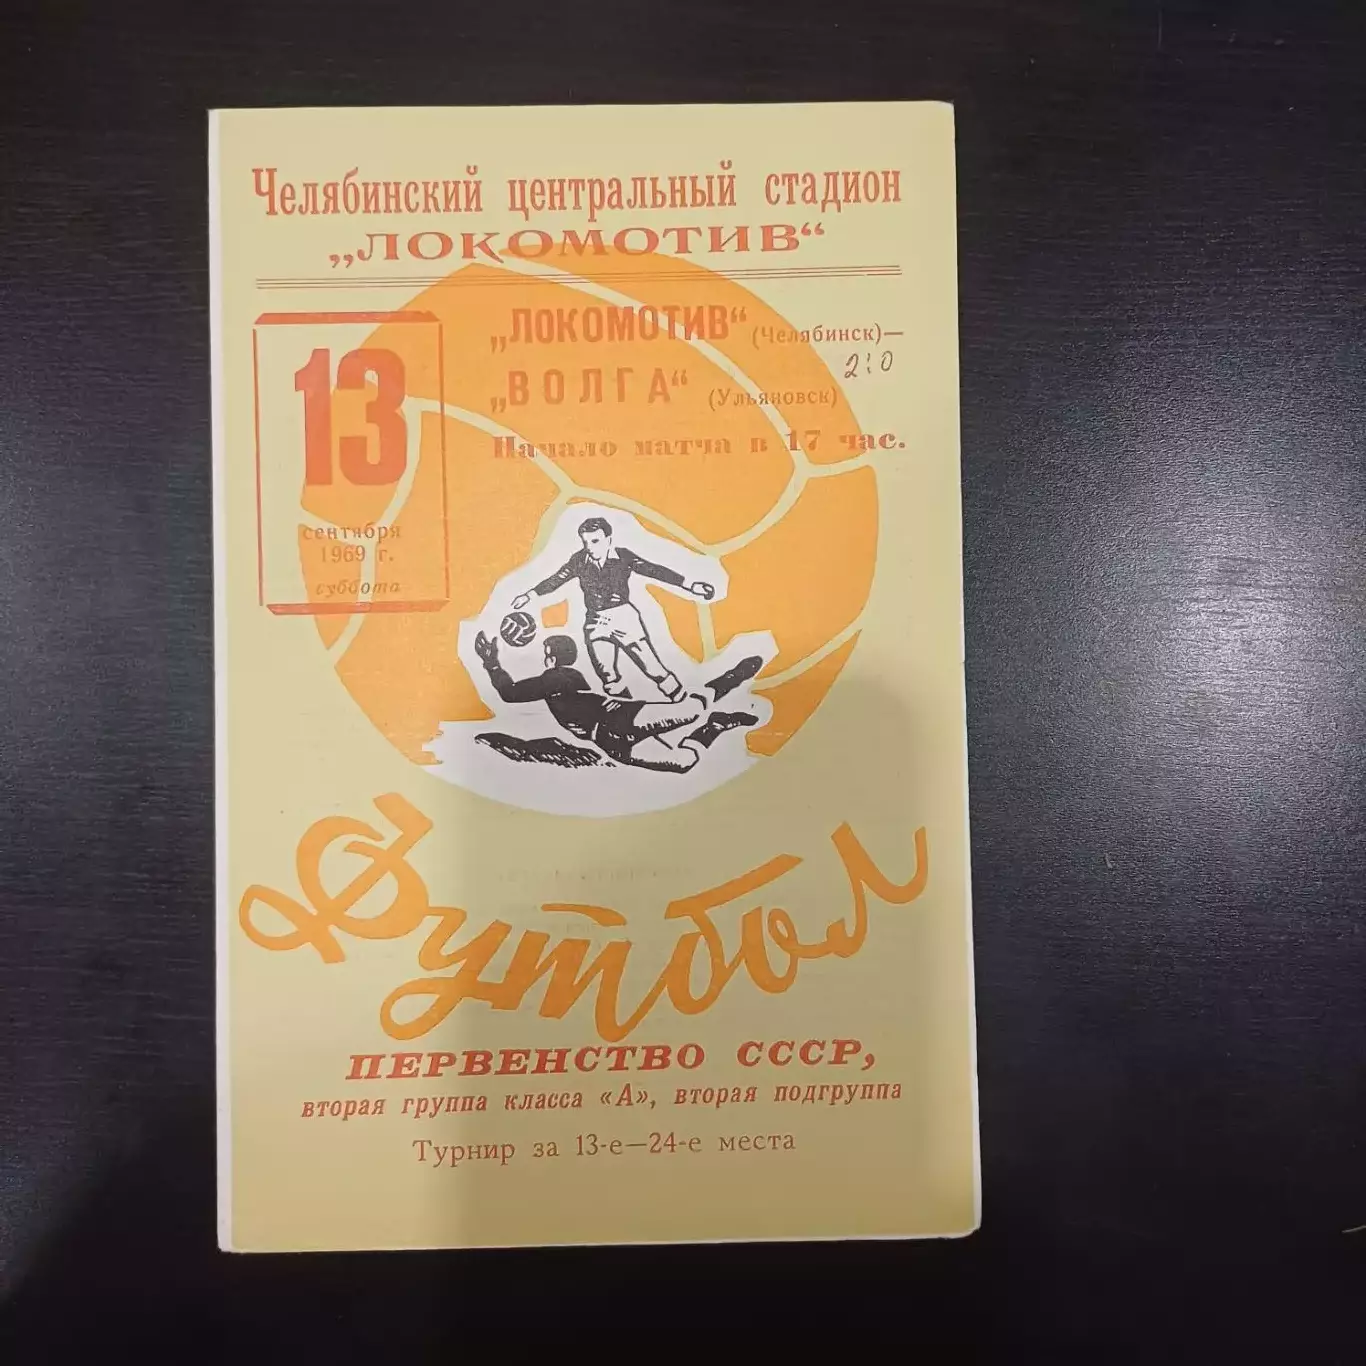 Челябинский центральный стадион
„ЛОКОМОТИВ“
13
сентября
1969 г.
суббота
„ЛОКОМОТИВ“ (Челябинск)—
„ВОЛГА“ (Ульяновск) 2:0
Начало матча в 17 час.
Футбол
ПЕРВЕНСТВО СССР,
вторая группа класса «А», вторая подгруппа
Турнир за 13-е—24-е места